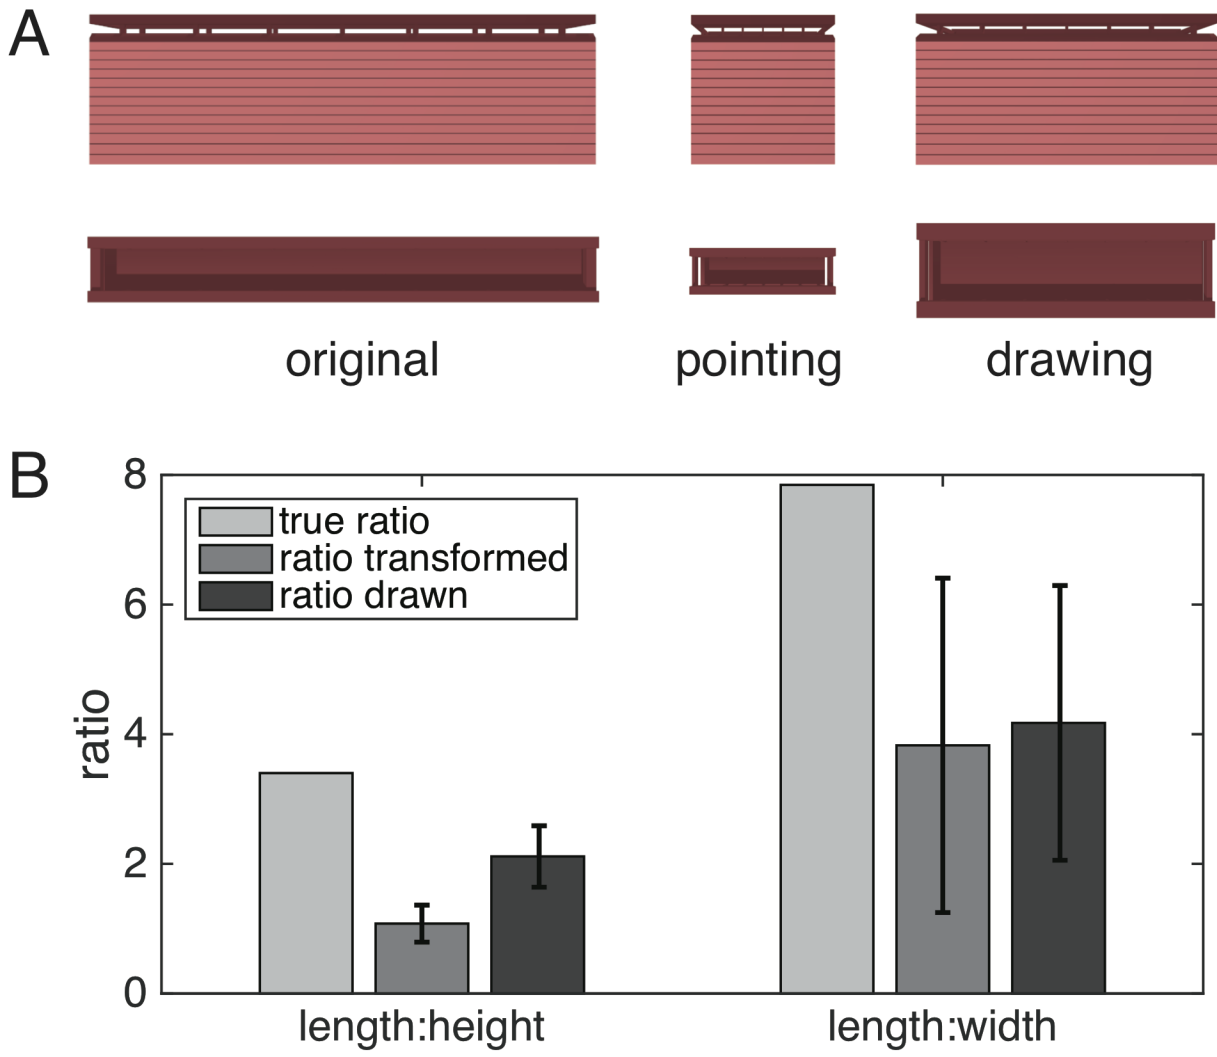 A
original
pointing
drawing
B
8
6
4
2
0
ratio
true ratio
ratio transformed
ratio drawn
length:height
length:width